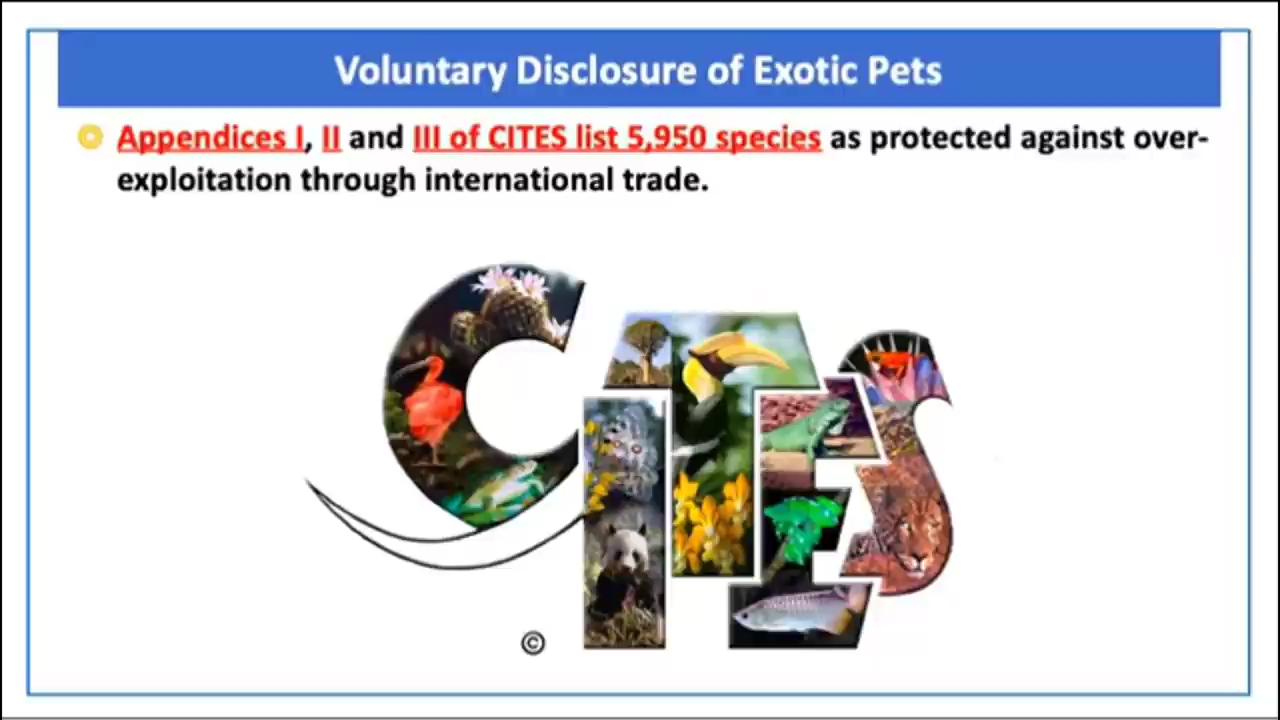 Voluntary Disclosure of Exotic Pets
Appendices I, II and III of CITES list 5,950 species as protected against over-
exploitation through international trade.
CITES
©